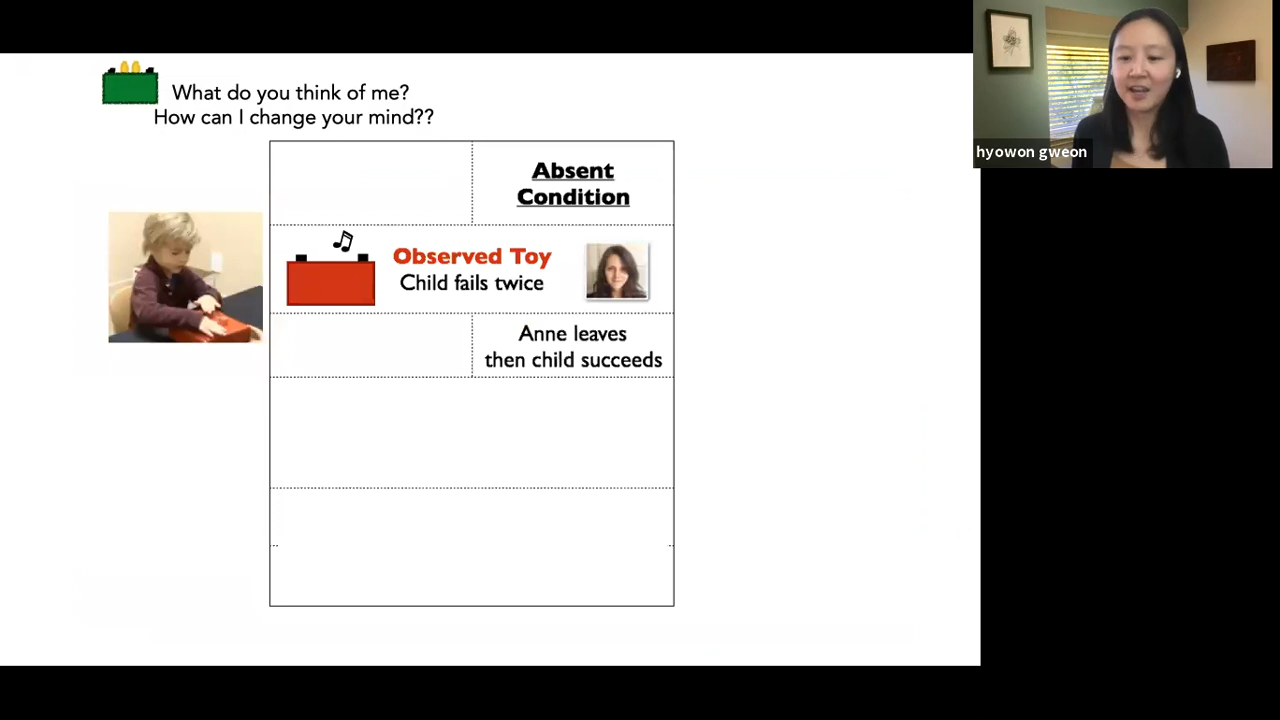 What do you think of me?
How can I change your mind??
hyowon gweon
Absent
Condition
Observed Toy
Child fails twice
Anne leaves
then child succeeds